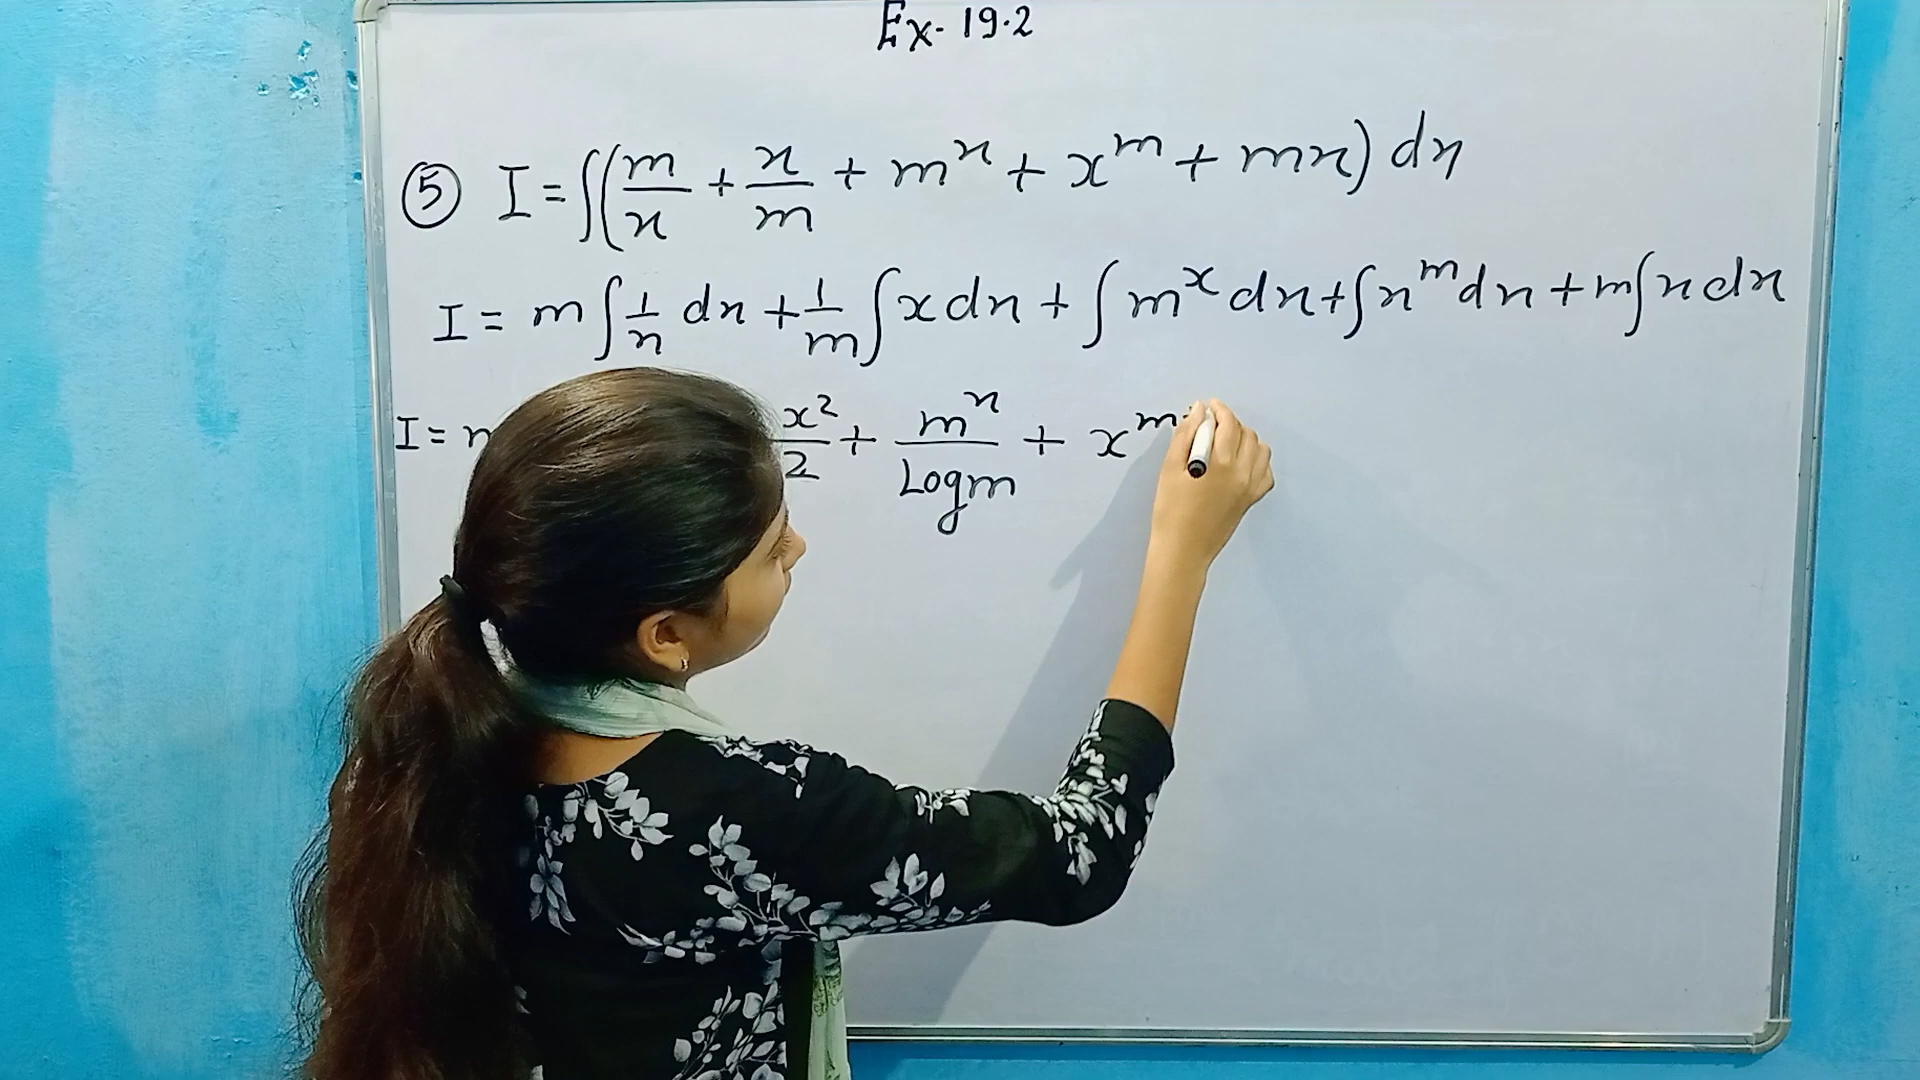 Ex- 19.2
⑤ I = ∫(m/x + x/m + m^x + x^m + mx) dx
I = m ∫ 1/x dx + 1/m ∫ x dx + ∫ m^x dx + ∫ x^m dx + m ∫ x dx
I = x²/2 + m^x/Logm + x^m